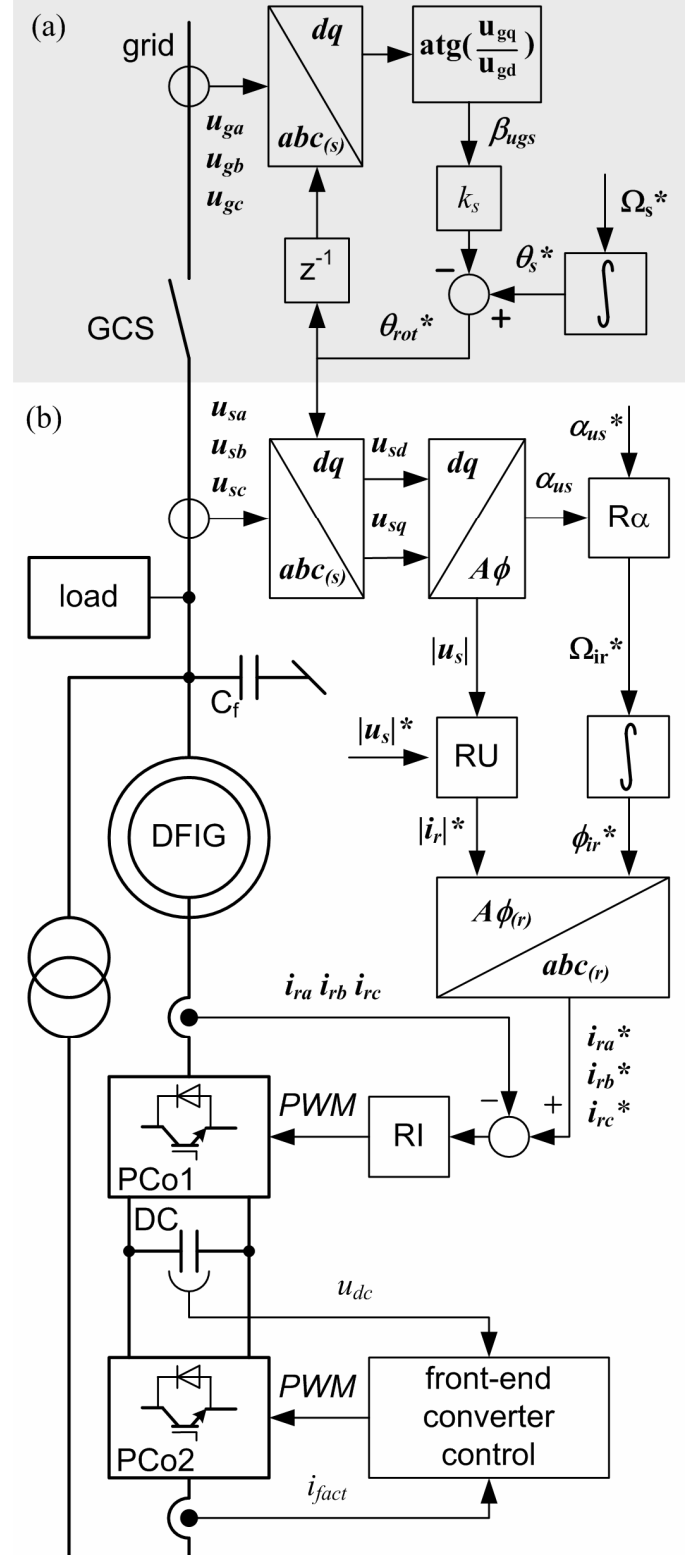 (a)
grid
dq
abc(s)
atg(ugq/ugd)
uga
ugb
ugc
βugs
ks
Ωs*
z-1
θs*
-
+
θrot*
GCS
(b)
usa
usb
usc
dq
abc(s)
usd
usq
dq
Aϕ
αus
αus*
Rα
load
Cf
|us|
Ωir*
|us|*
RU
DFIG
|ir|*
ϕir*
Aϕ(r)
abc(r)
ira irb irc
ira*
irb*
irc*
−
+
PWM
RI
PCo1
DC
udc
PWM
front-end
converter
control
PCo2
ifact